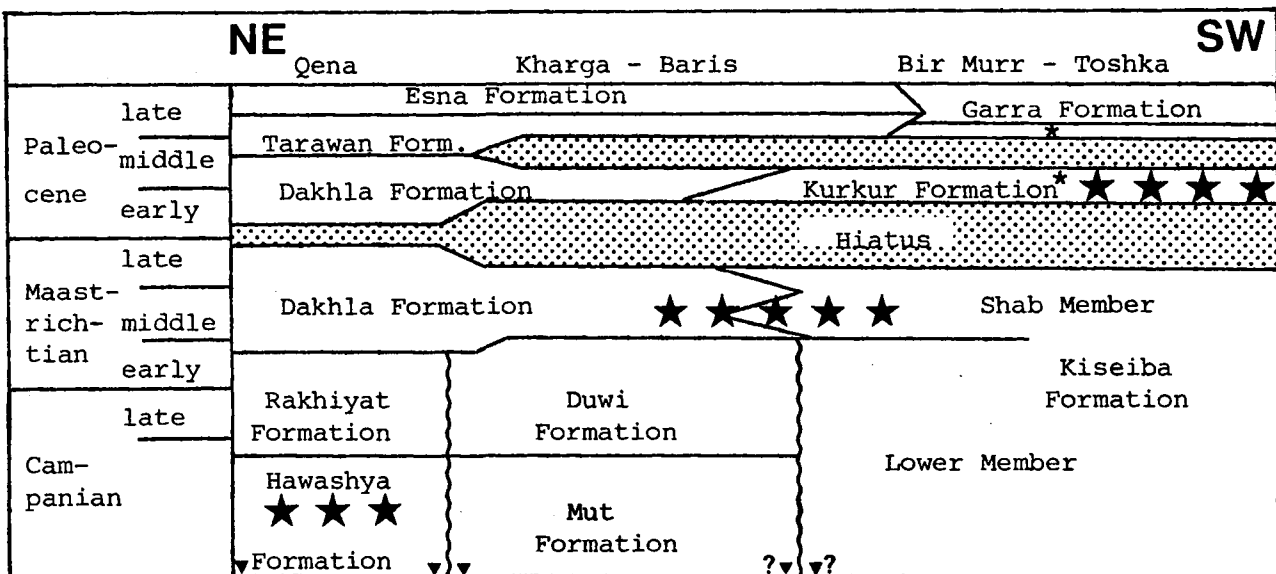 NE SW
Qena Kharga - Baris Bir Murr - Toshka
Esna Formation
late Garra Formation
*
Paleo- Tarawan Form.
middle
cene Dakhla Formation Kurkur Formation*
early
Hiatus
late
Maast- Dakhla Formation Shab Member
rich- middle
tian
early Kiseiba
Formation
Rakhiyat Duwi
late Formation Formation
Lower Member
Cam- Hawashya
panian Mut
Formation
Formation ? ?